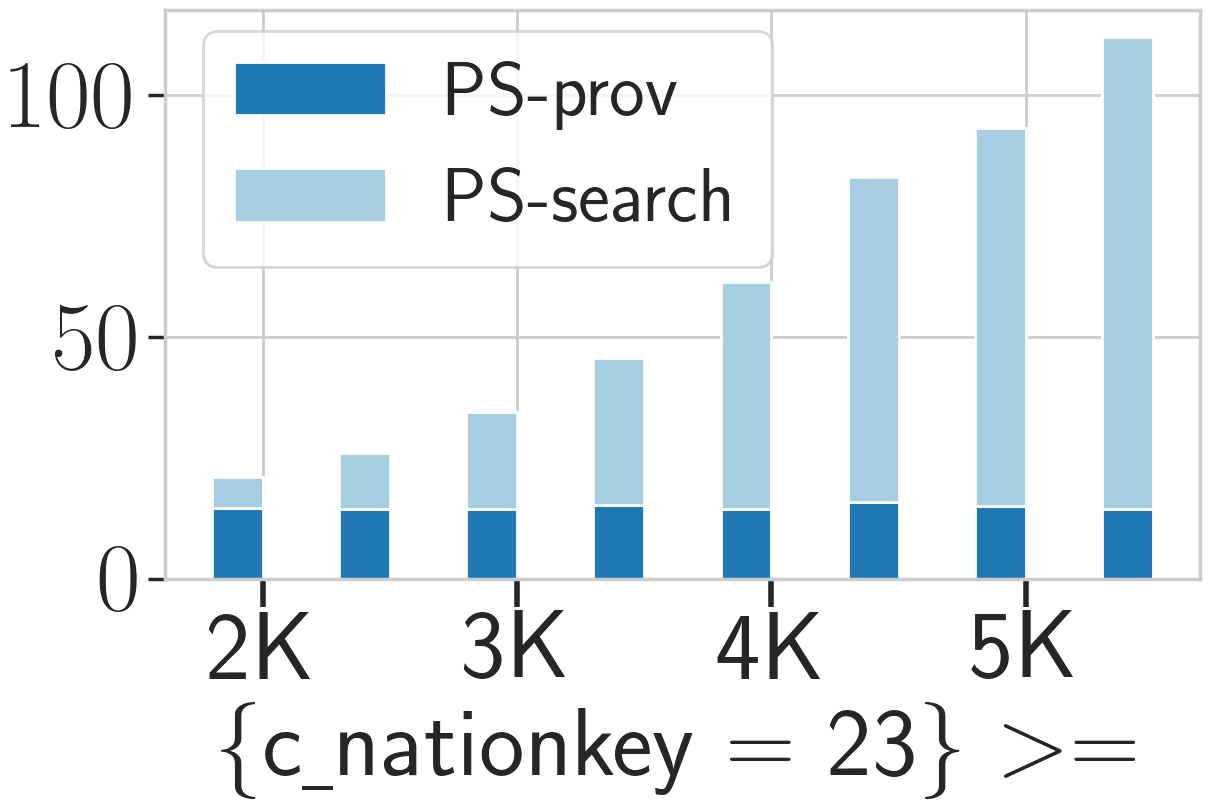 100
50
0
PS-prov
PS-search
2K 3K 4K 5K
{c_nationkey = 23} >=